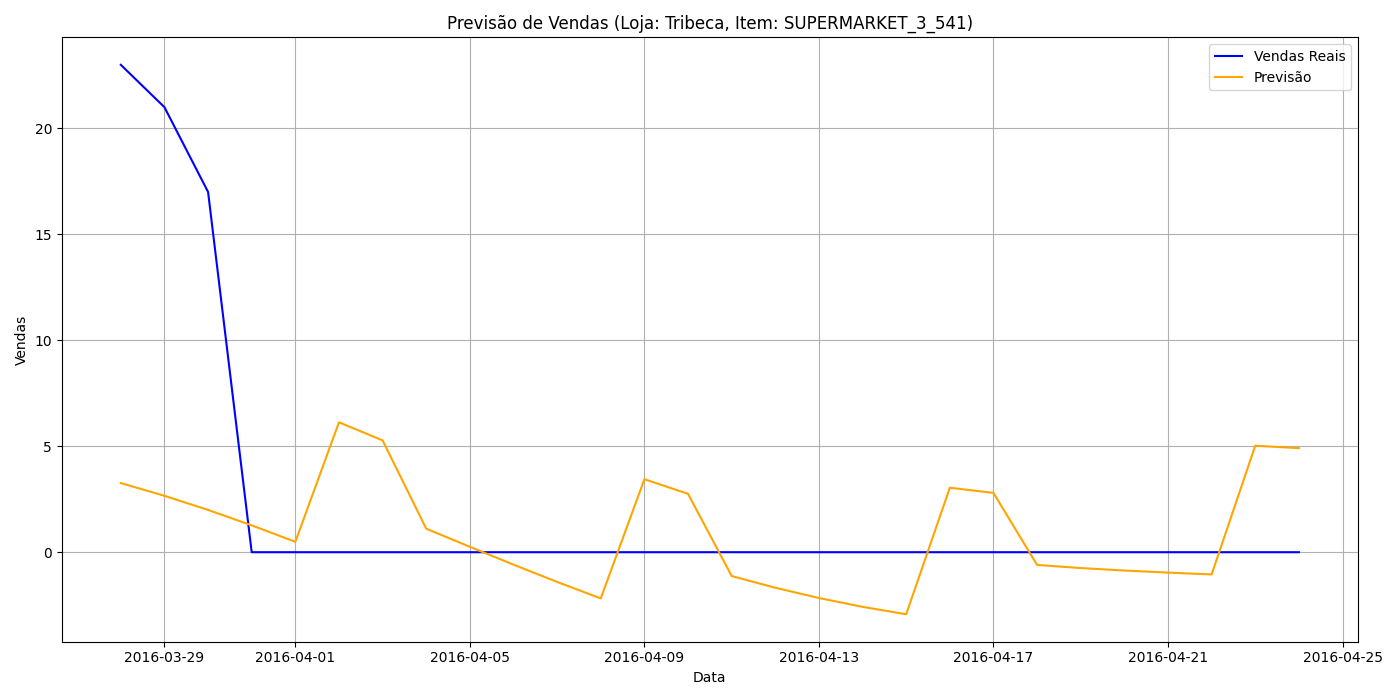 Previsão de Vendas (Loja: Tribeca, Item: SUPERMARKET_3_541)
Vendas Reais
Previsão
Vendas
20
15
10
5
0
2016-03-29 2016-04-01 2016-04-05 2016-04-09 2016-04-13 2016-04-17 2016-04-21 2016-04-25
Data